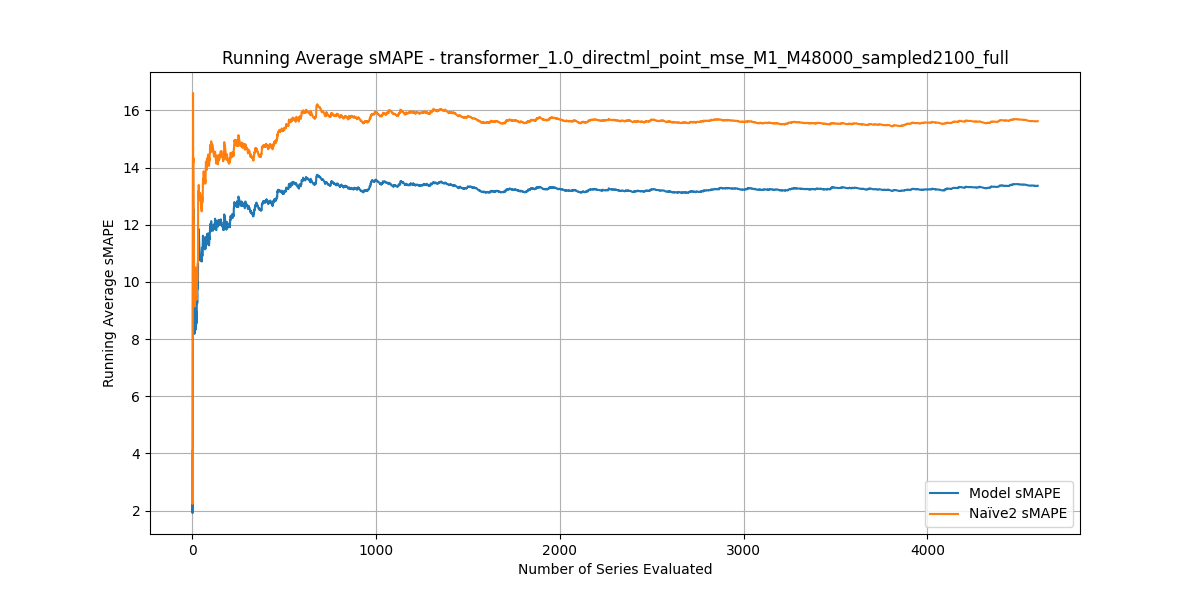 Running Average sMAPE - transformer_1.0_directml_point_mse_M1_M48000_sampled2100_full
Running Average sMAPE
16
14
12
10
8
6
4
2
0
1000
2000
3000
4000
Number of Series Evaluated
Model sMAPE
Naïve2 sMAPE